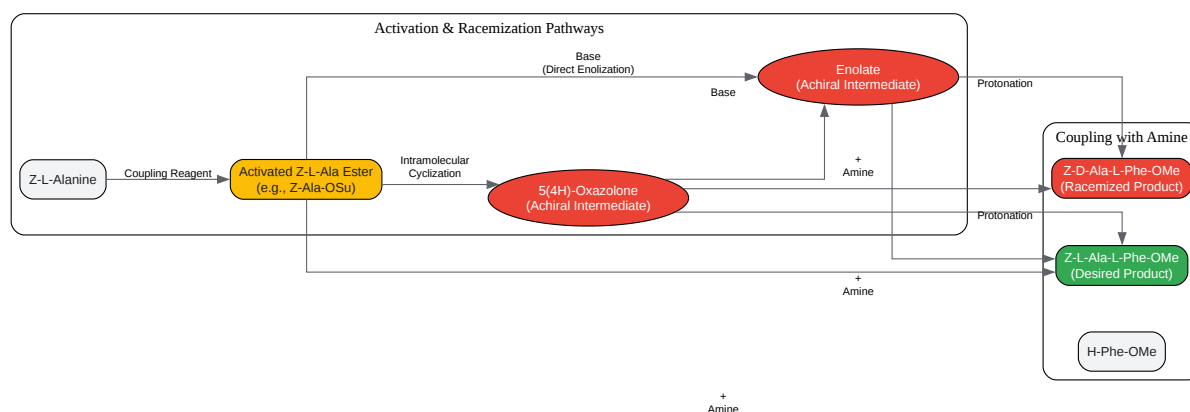 Activation & Racemization Pathways
Base
(Direct Enolization)
Base
Enolate
(Achiral Intermediate)
Protonation
Coupling with Amine
Z-L-Alanine
Coupling Reagent
Activated Z-L-Ala Ester
(e.g., Z-Ala-OSu)
Intramolecular
Cyclization
5(4H)-Oxazolone
(Achiral Intermediate)
+
Amine
Z-D-Ala-L-Phe-OMe
(Racemized Product)
Protonation
Z-L-Ala-L-Phe-OMe
(Desired Product)
+
Amine
H-Phe-OMe
+
Amine